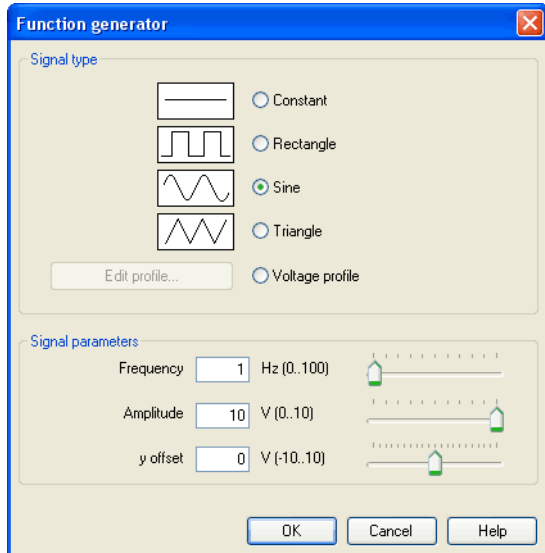 Function generator
Signal type
Constant
Rectangle
Sine
Triangle
Edit profile... Voltage profile
Signal parameters
Frequency 1 Hz (0..100)
Amplitude 10 V (0..10)
y offset 0 V (-10..10)
OK Cancel Help